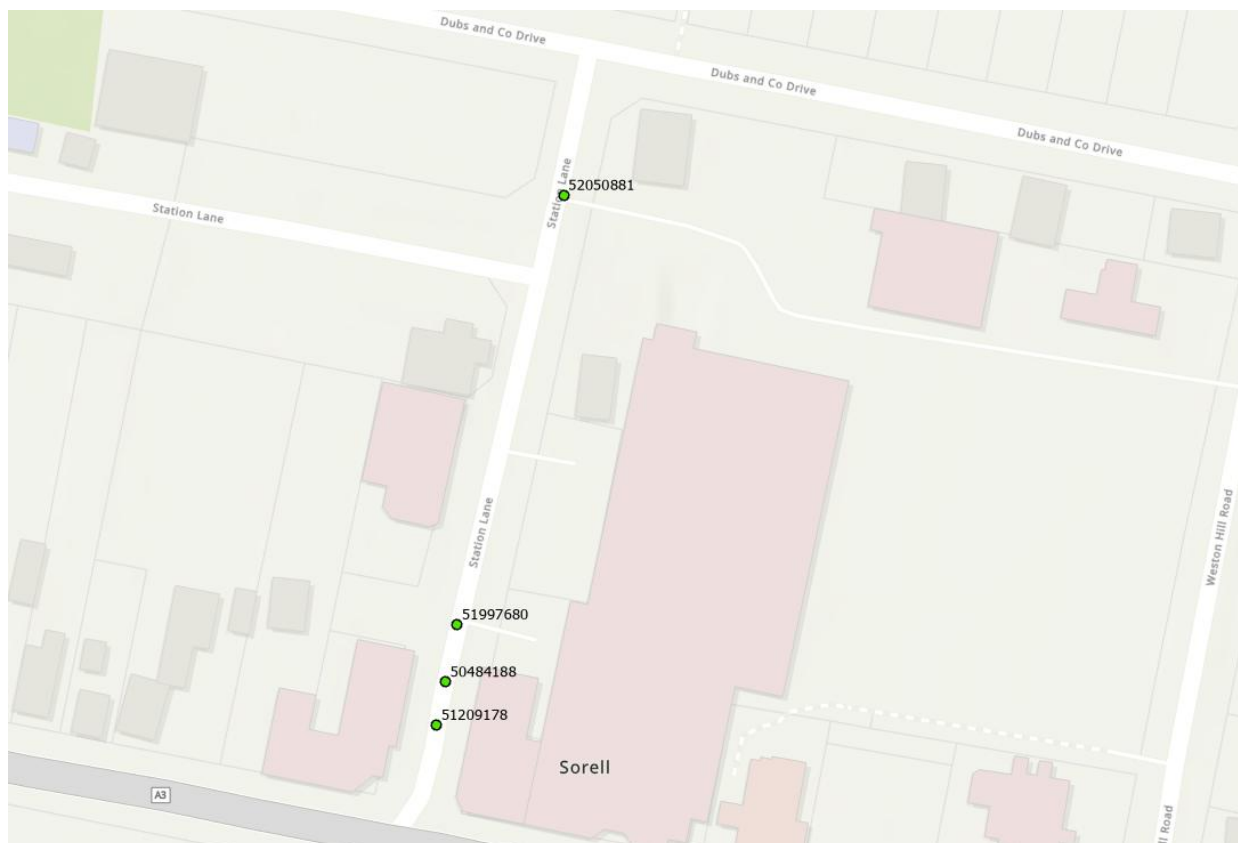 Dubs and Co Drive
Dubs and Co Drive
Dubs and Co Drive
Station Lane
52050881
Station Lane
Station Lane
Weston Hill Road
51997680
50484188
51209178
Sorell
A3
ll Road